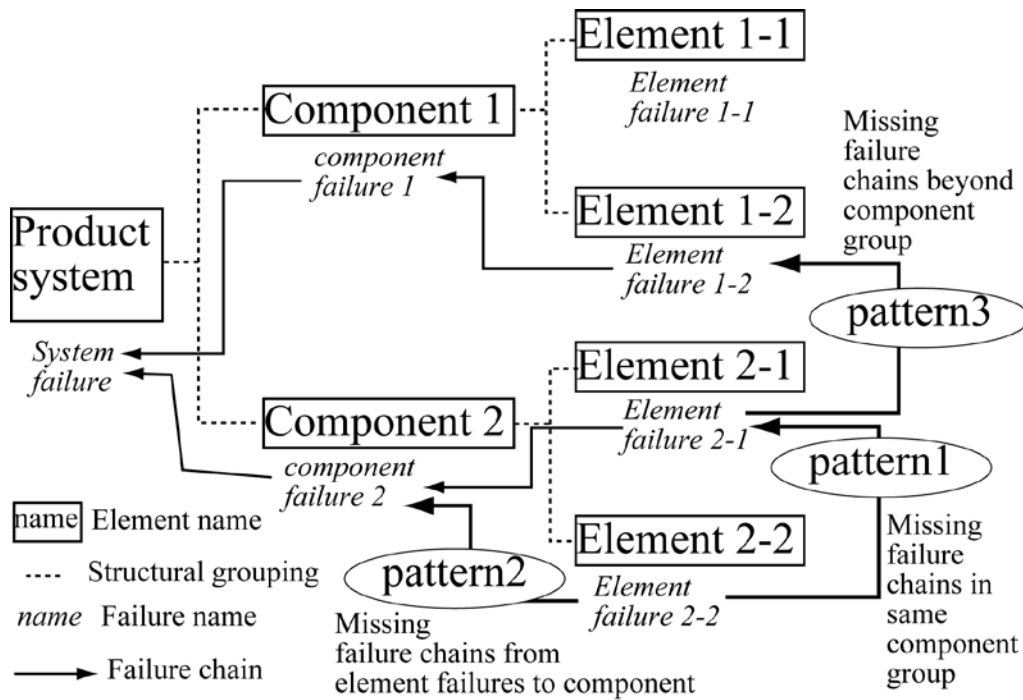 Element 1-1
Element
failure 1-1
Component 1
component
failure 1
Missing
failure
chains beyond
component
group
Element 1-2
Element
failure 1-2
Product
system
pattern3
System
failure
Element 2-1
Element
failure 2-1
Component 2
component
failure 2
pattern1
name Element name
Element 2-2
Element
failure 2-2
Missing
failure
chains in
same
component
group
Structural grouping
pattern2
name Failure name
Missing
failure chains from
element failures to component
Failure chain